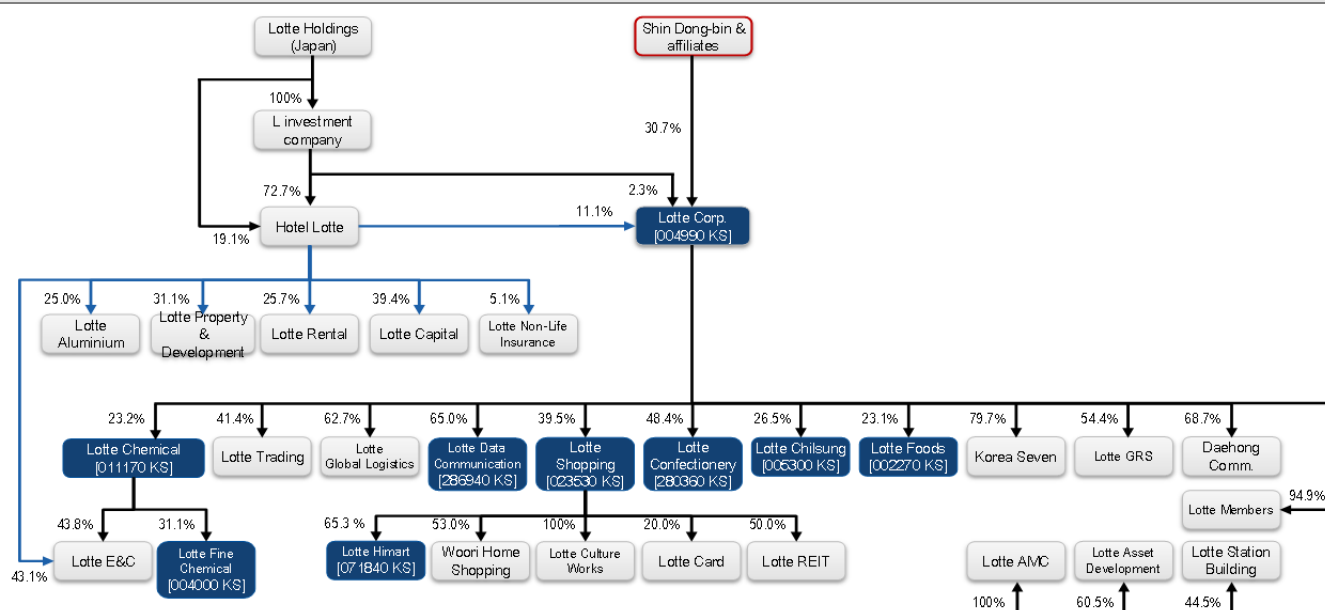 Lotte Holdings
(Japan)
Shin Dong-bin &
affiliates
100%
L investment
company
30.7%
72.7%
2.3%
11.1%
Hotel Lotte
Lotte Corp.
[004990 KS]
19.1%
25.0%
31.1%
25.7%
39.4%
5.1%
Lotte
Aluminium
Lotte Property
&
Development
Lotte Rental
Lotte Capital
Lotte Non-Life
Insurance
23.2%
41.4%
62.7%
65.0%
39.5%
48.4%
26.5%
23.1%
79.7%
54.4%
68.7%
Lotte Chemical
[011170 KS]
Lotte Trading
Lotte
Global Logistics
Lotte Data
Communication
[286940 KS]
Lotte
Shopping
[023530 KS]
Lotte
Confectionery
[280360 KS]
Lotte Chilsung
[005300 KS]
Lotte Foods
[002270 KS]
Korea Seven
Lotte GRS
Daehong
Comm.
Lotte Members
94.9%
43.8%
31.1%
65.3 %
53.0%
100%
20.0%
50.0%
Lotte E&C
Lotte Fine
Chemical
[004000 KS]
Lotte Himart
[071840 KS]
Woori Home
Shopping
Lotte Culture
Works
Lotte Card
Lotte REIT
Lotte AMC
Lotte Asset
Development
Lotte Station
Building
43.1%
100%
60.5%
44.5%